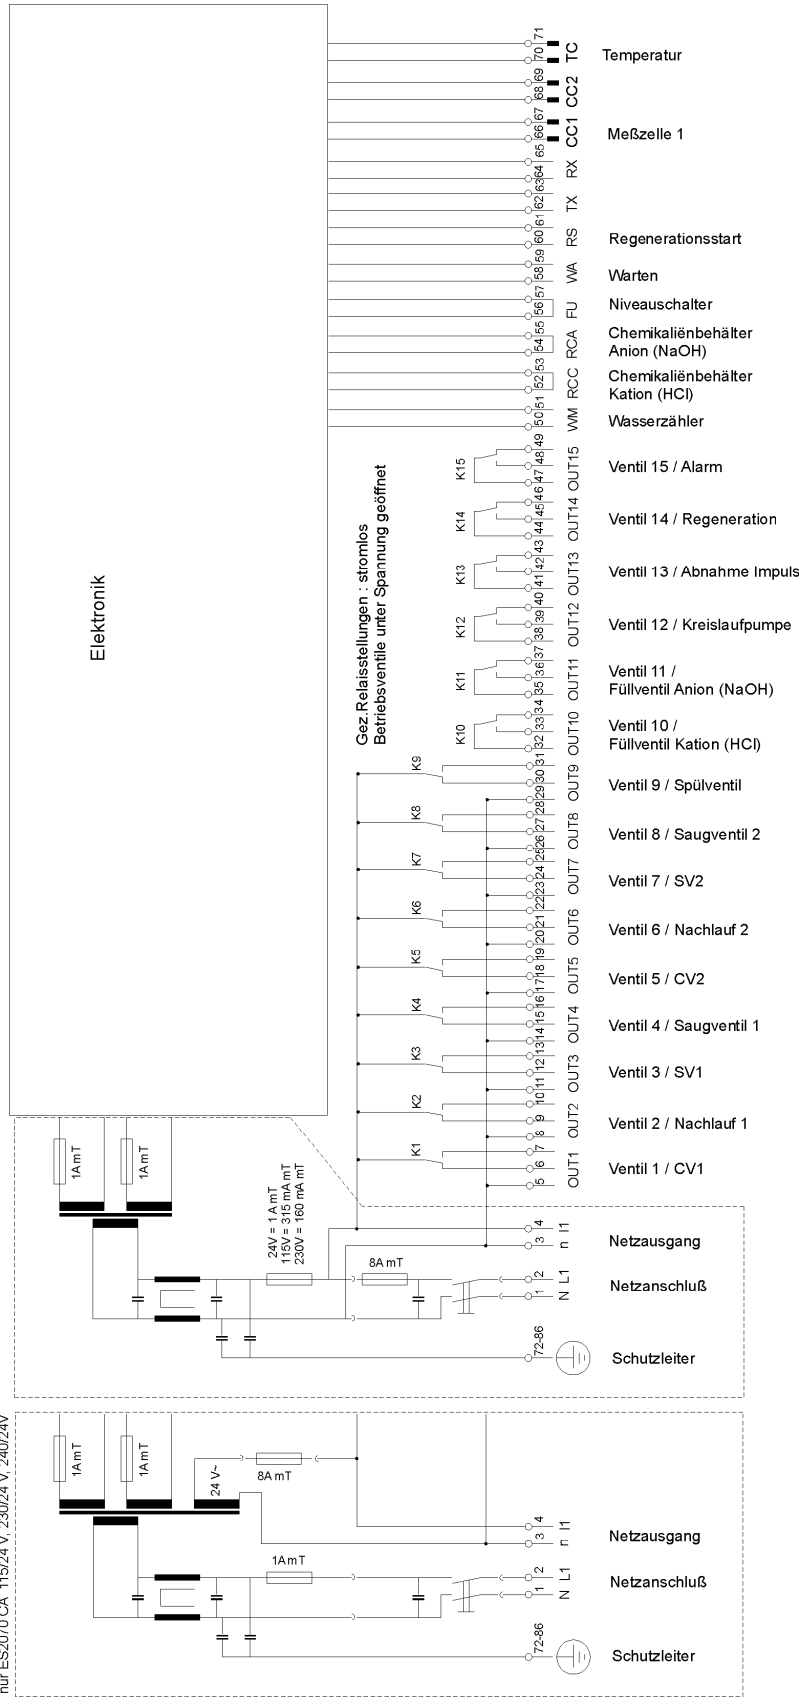 71
70
TC
Temperatur
69
68
CC2
67
66
CC1
Meßzelle 1
65
64
RX
63
62
TX
61
60
RS
Regenerationsstart
59
58
WA
Warten
57
56
FU
Niveauschalter
55
54
RCA
Chemikaliënbehälter
Anion (NaOH)
53
52
RCC
Chemikaliënbehälter
Kation (HCl)
51
50
WM
Wasserzähler
Elektronik
Gez.Relaisstellungen : stromlos
Betriebsventile unter Spannung geöffnet
K15
49
48
47
OUT15
Ventil 15 / Alarm
K14
46
45
44
OUT14
Ventil 14 / Regeneration
K13
43
42
41
OUT13
Ventil 13 / Abnahme Impuls
K12
40
39
38
OUT12
Ventil 12 / Kreislaufpumpe
K11
37
36
35
OUT11
Ventil 11 /
Füllventil Anion (NaOH)
K10
34
33
32
OUT10
Ventil 10 /
Füllventil Kation (HCl)
K9
31
30
29
OUT9
Ventil 9 / Spülventil
K8
28
27
26
OUT8
Ventil 8 / Saugventil 2
K7
25
24
23
OUT7
Ventil 7 / SV2
K6
22
21
20
OUT6
Ventil 6 / Nachlauf 2
K5
19
18
17
OUT5
Ventil 5 / CV2
K4
16
15
14
OUT4
Ventil 4 / Saugventil 1
K3
13
12
11
OUT3
Ventil 3 / SV1
K2
10
9
8
OUT2
Ventil 2 / Nachlauf 1
K1
7
6
5
OUT1
Ventil 1 / CV1
1A mT
1A mT
24V = 1 A mT
115V = 315 mA mT
230V = 160 mA mT
8A mT
4
l1
3
n
Netzausgang
2
L1
1
N
Netzanschluß
72-86
Schutzleiter
nur ES2070 CA 115/24 V, 230/24 V, 240/24V
1A mT
1A mT
24 V~
8A mT
4
l1
3
n
Netzausgang
1A mT
2
L1
1
N
Netzanschluß
72-86
Schutzleiter